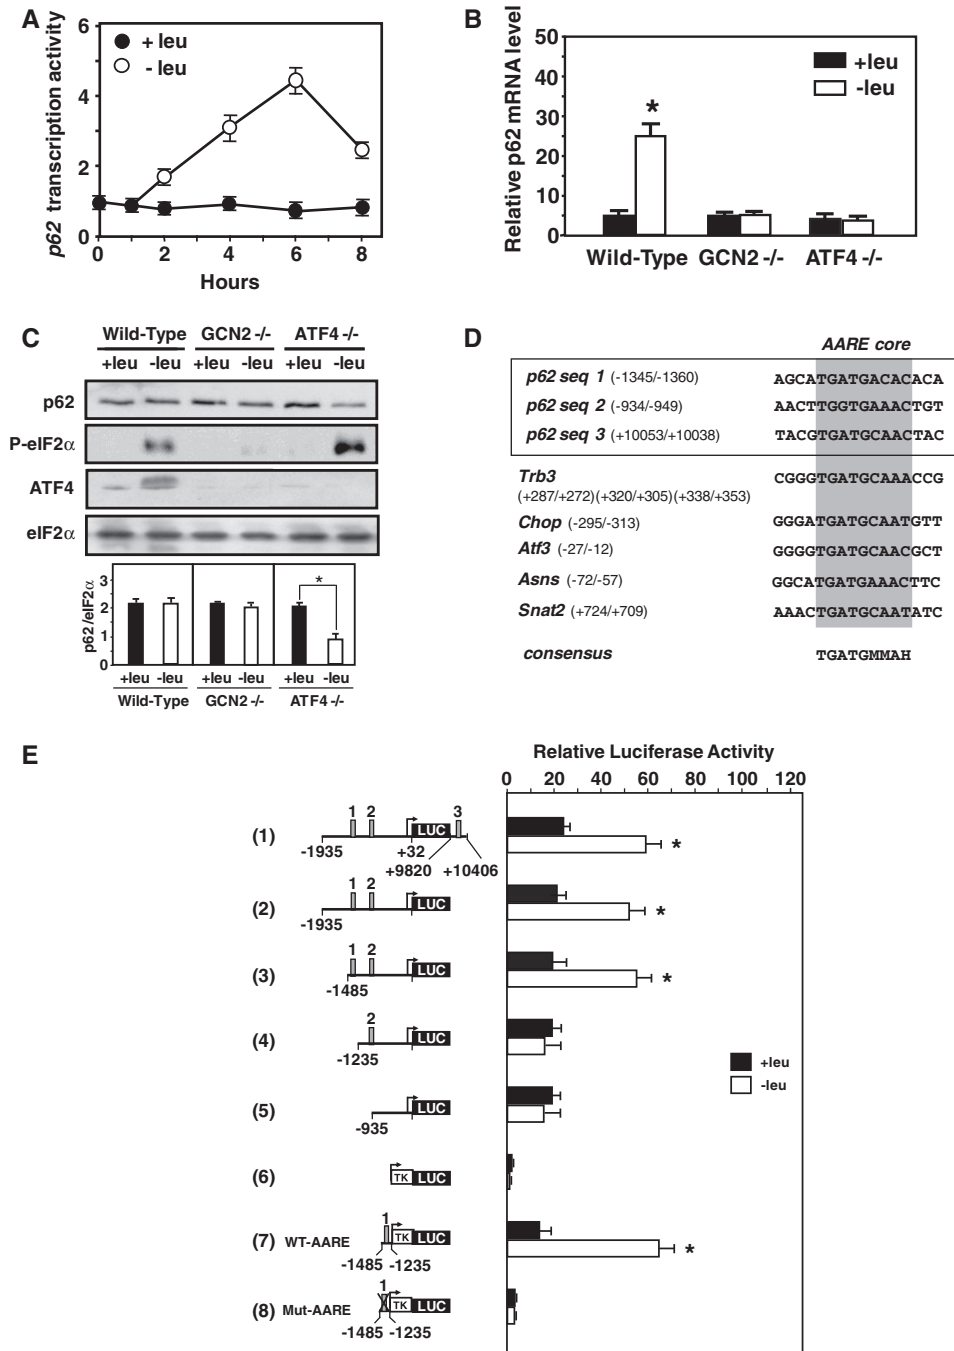 A
p62 transcription activity
6
4
2
0
+ leu
- leu
0 2 4 6 8
Hours
B
Relative p62 mRNA level
50
40
30
20
10
0
+leu
-leu
*
Wild-Type GCN2 -/- ATF4 -/-
C
Wild-Type GCN2 -/- ATF4 -/-
+leu -leu +leu -leu +leu -leu
p62
P-eIF2α
ATF4
eIF2α
p62/eIF2α
3
2
1
0
*
+leu -leu +leu -leu +leu -leu
Wild-Type GCN2 -/- ATF4 -/-
D
AARE core
p62 seq 1 (-1345/-1360) AGCATGATGACACACA
p62 seq 2 (-934/-949) AACTTGGTGAAACTGT
p62 seq 3 (+10053/+10038) TACGTGATGCAACTAC
Trb3 CGGGTGATGCAAACCG
(+287/+272)(+320/+305)(+338/+353)
Chop (-295/-313) GGGATGATGCAATGTT
Atf3 (-27/-12) GGGGTGATGCAACGCT
Asns (-72/-57) GGCATGATGAAACTTC
Snat2 (+724/+709) AAACTGATGCAATATC
consensus TGATGMMAH
E
Relative Luciferase Activity
0 20 40 60 80 100 120
(1) 1 2 LUC 3
-1935 +32
+9820 +10406
*
(2) 1 2 LUC
-1935
*
(3) 1 2 LUC
-1485
*
(4) 2 LUC
-1235
(5) LUC
-935
+leu
-leu
(6) TK LUC
(7) WT-AARE 1 TK LUC
-1485 -1235
*
(8) Mut-AARE 1 TK LUC
-1485 -1235